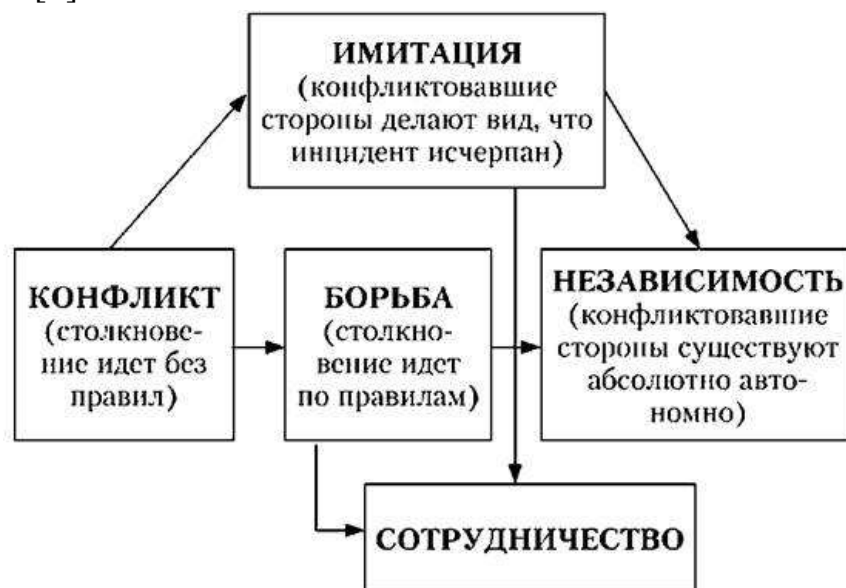 ИМИТАЦИЯ
(конфликтовавшие
стороны делают вид, что
инцидент исчерпан)
КОНФЛИКТ
(столкнове-
ние идет без
правил)
БОРЬБА
(столкно-
вение идет
по правилам)
НЕЗАВИСИМОСТЬ
(конфликтовавшие
стороны существуют
абсолютно авто-
номно)
СОТРУДНИЧЕСТВО